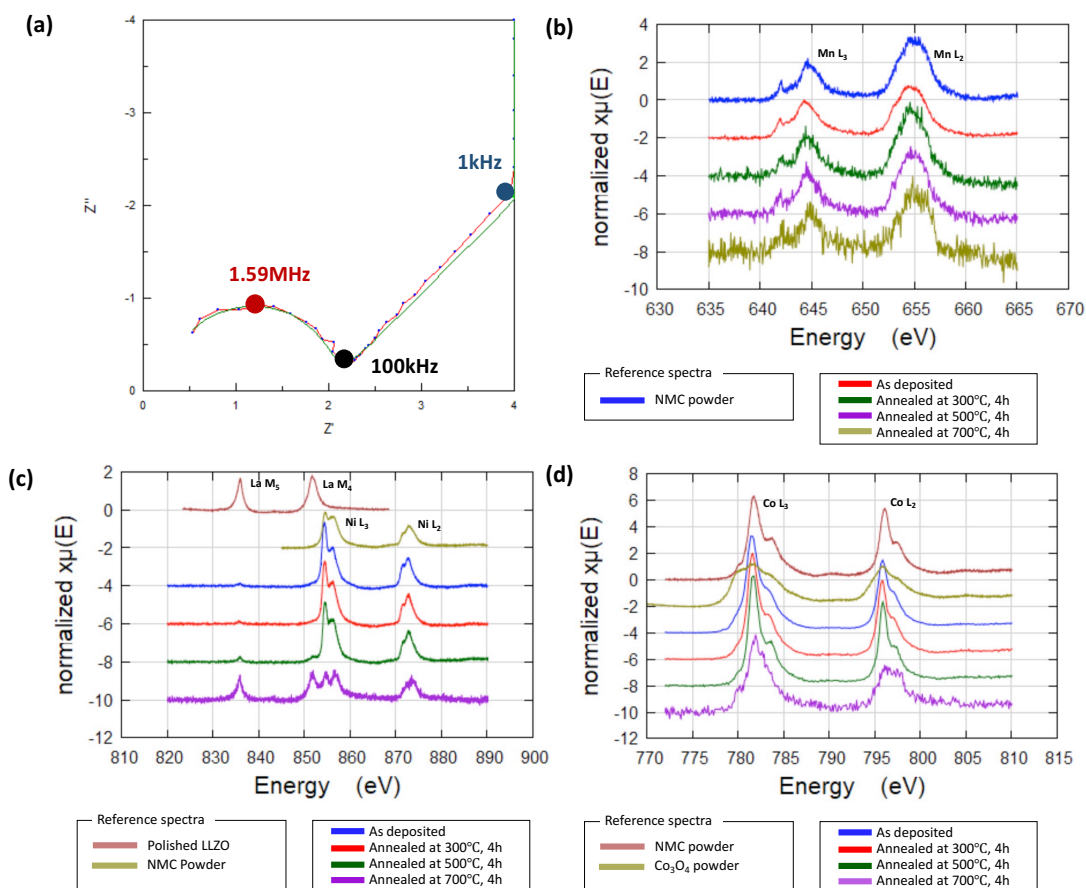 (a)
-4
-3
-2
-1
0
Z''
0
1
2
3
4
Z'
1kHz
1.59MHz
100kHz
(b)
4
2
0
-2
-4
-6
-8
-10
normalized xμ(E)
Mn L3
Mn L2
630 635 640 645 650 655 660 665 670
Energy (eV)
Reference spectra
NMC powder
As deposited
Annealed at 300℃, 4h
Annealed at 500℃, 4h
Annealed at 700℃, 4h
(c)
2
0
-2
-4
-6
-8
-10
-12
normalized xμ(E)
La M5
La M4
Ni L3
Ni L2
810 820 830 840 850 860 870 880 890 900
Energy (eV)
Reference spectra
Polished LLZO
NMC Powder
As deposited
Annealed at 300℃, 4h
Annealed at 500℃, 4h
Annealed at 700℃, 4h
(d)
8
6
4
2
0
-2
-4
-6
-8
-10
-12
normalized xμ(E)
Co L3
Co L2
770 775 780 785 790 795 800 805 810 815
Energy (eV)
Reference spectra
NMC powder
Co3O4 powder
As deposited
Annealed at 300℃, 4h
Annealed at 500℃, 4h
Annealed at 700℃, 4h